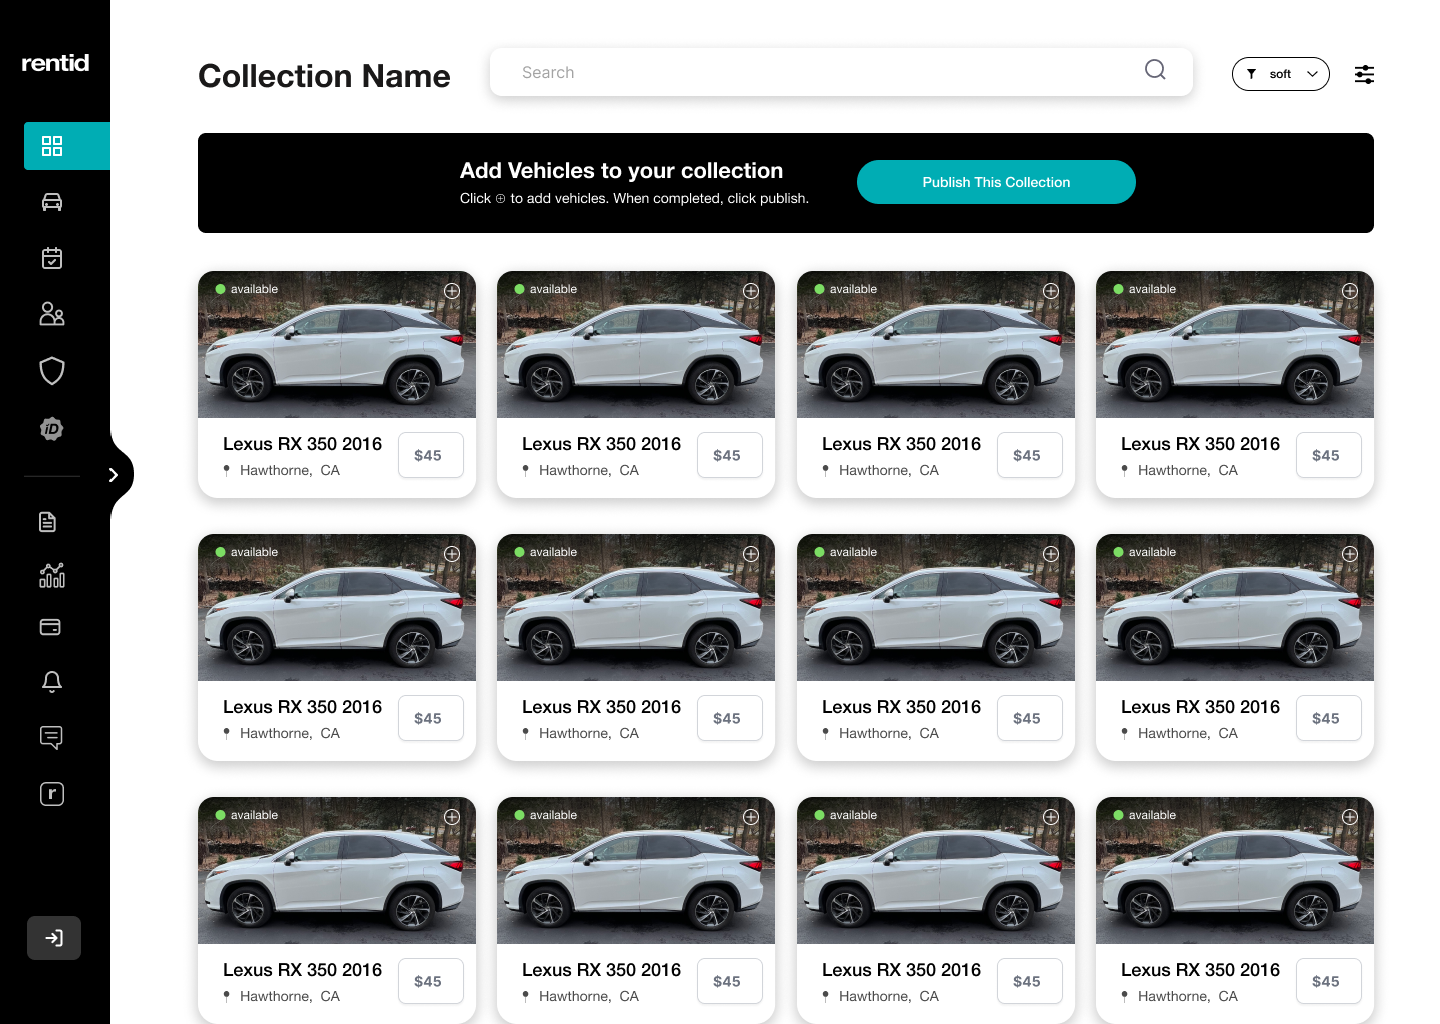 rentid
Collection Name
Search
soft
Add Vehicles to your collection
Click ⊕ to add vehicles. When completed, click publish.
Publish This Collection
available
available
available
available
Lexus RX 350 2016
$45
Hawthorne, CA
Lexus RX 350 2016
$45
Hawthorne, CA
Lexus RX 350 2016
$45
Hawthorne, CA
Lexus RX 350 2016
$45
Hawthorne, CA
iD
available
available
available
available
Lexus RX 350 2016
$45
Hawthorne, CA
Lexus RX 350 2016
$45
Hawthorne, CA
Lexus RX 350 2016
$45
Hawthorne, CA
Lexus RX 350 2016
$45
Hawthorne, CA
r
available
available
available
available
Lexus RX 350 2016
$45
Hawthorne, CA
Lexus RX 350 2016
$45
Hawthorne, CA
Lexus RX 350 2016
$45
Hawthorne, CA
Lexus RX 350 2016
$45
Hawthorne, CA